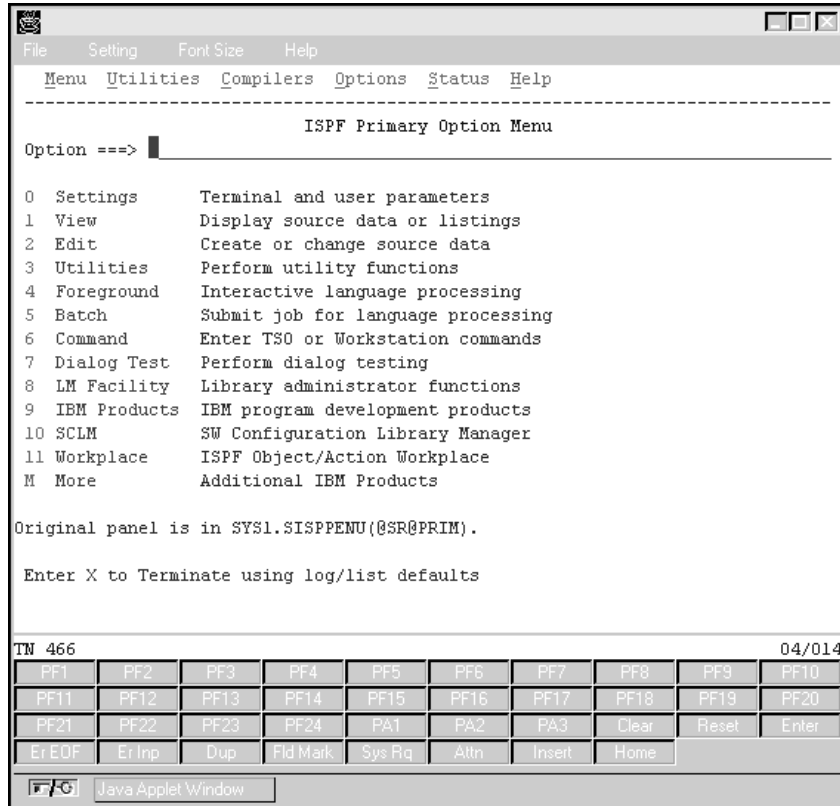 File Setting Font Size Help
Menu Utilities Compilers Options Status Help
ISPF Primary Option Menu
Option ===>
0 Settings Terminal and user parameters
1 View Display source data or listings
2 Edit Create or change source data
3 Utilities Perform utility functions
4 Foreground Interactive language processing
5 Batch Submit job for language processing
6 Command Enter TSO or Workstation commands
7 Dialog Test Perform dialog testing
8 LM Facility Library administrator functions
9 IBM Products IBM program development products
10 SCLM SW Configuration Library Manager
11 Workplace ISPF Object/Action Workplace
M More Additional IBM Products
Original panel is in SYS1.SISPPENU(@SR@PRIM).
Enter X to Terminate using log/list defaults
TN 466 04/014
PF1 PF2 PF3 PF4 PF5 PF6 PF7 PF8 PF9 PF10
PF11 PF12 PF13 PF14 PF15 PF16 PF17 PF18 PF19 PF20
PF21 PF22 PF23 PF24 PA1 PA2 PA3 Clear Reset Enter
Er EOF Er Inp Dup Fld Mark Sys Rq Attn Insert Home
Java Applet Window